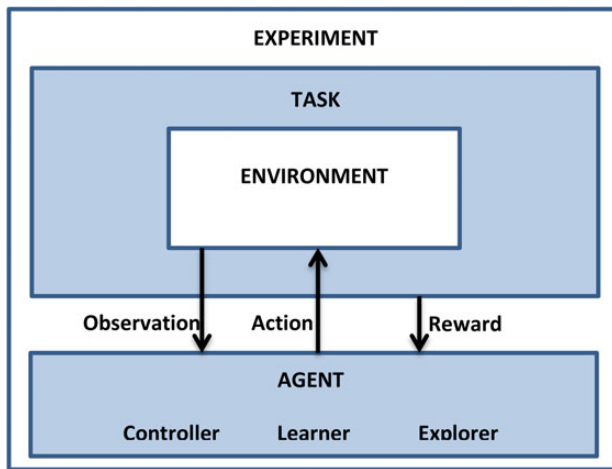 EXPERIMENT
TASK
ENVIRONMENT
Observation Action Reward
AGENT
Controller Learner Explorer